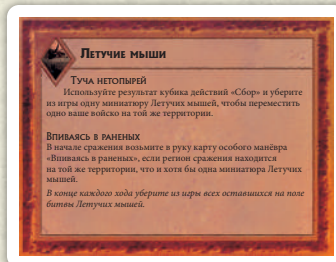 Летучие мыши
Туча нетопырей
Используйте результат кубика действий «Сбор» и уберите
из игры одну миниатюру Летучих мышей, чтобы переместить
одно ваше войско на той же территории.
Впиваясь в раненых
В начале сражения возьмите в руку карту особого манёвра
«Впиваясь в раненых», если регион сражения находится
на той же территории, что и хотя бы одна миниатюра Летучих
мышей.
В конце каждого хода уберите из игры всех оставшихся на поле
битвы Летучих мышей.